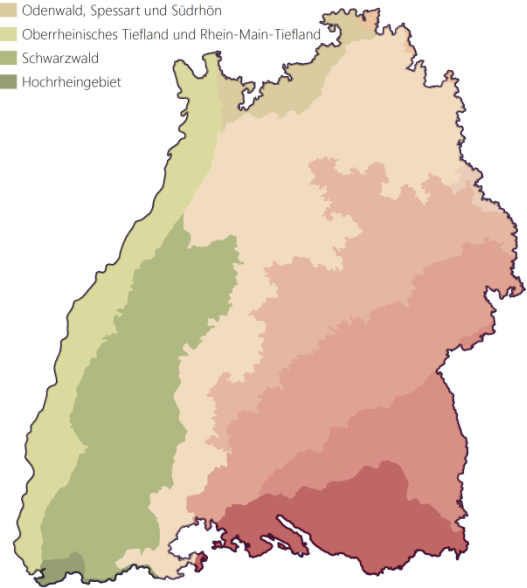 Odenwald, Spessart und Südrhön
Oberrheinisches Tiefland und Rhein-Main-Tiefland
Schwarzwald
Hochrheingebiet